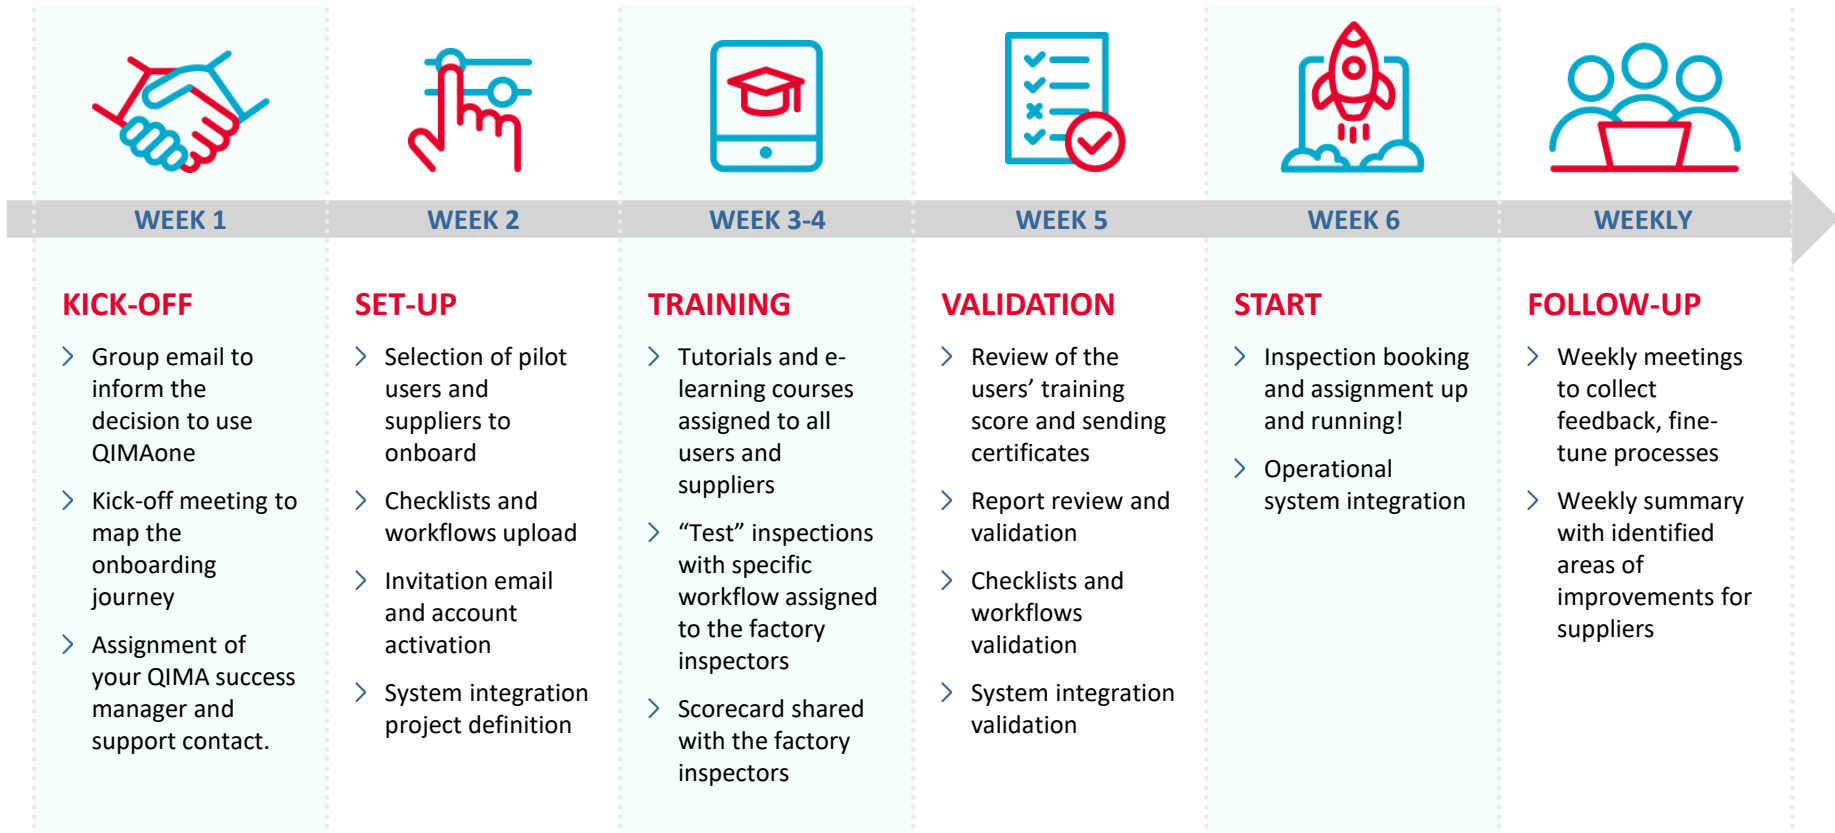 WEEK 1
WEEK 2
WEEK 3-4
WEEK 5
WEEK 6
WEEKLY
KICK-OFF
Group email to
inform the
decision to use
QIMAone
Kick-off meeting to
map the
onboarding
journey
Assignment of
your QIMA success
manager and
support contact.
SET-UP
Selection of pilot
users and
suppliers to
onboard
Checklists and
workflows upload
Invitation email
and account
activation
System integration
project definition
TRAINING
Tutorials and e-
learning courses
assigned to all
users and
suppliers
“Test” inspections
with specific
workflow assigned
to the factory
inspectors
Scorecard shared
with the factory
inspectors
VALIDATION
Review of the
users’ training
score and sending
certificates
Report review and
validation
Checklists and
workflows
validation
System integration
validation
START
Inspection booking
and assignment up
and running!
Operational
system integration
FOLLOW-UP
Weekly meetings
to collect
feedback, fine-
tune processes
Weekly summary
with identified
areas of
improvements for
suppliers